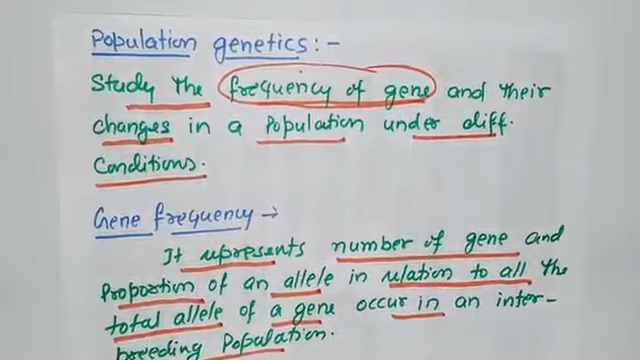 Population genetics:-
Study the frequency of gene and their
changes in a population under diff.
Conditions.
Gene frequency →
It represents number of gene and
Proportion of an allele in relation to all the
total allele of a gene occur in an inter-
breeding Population.